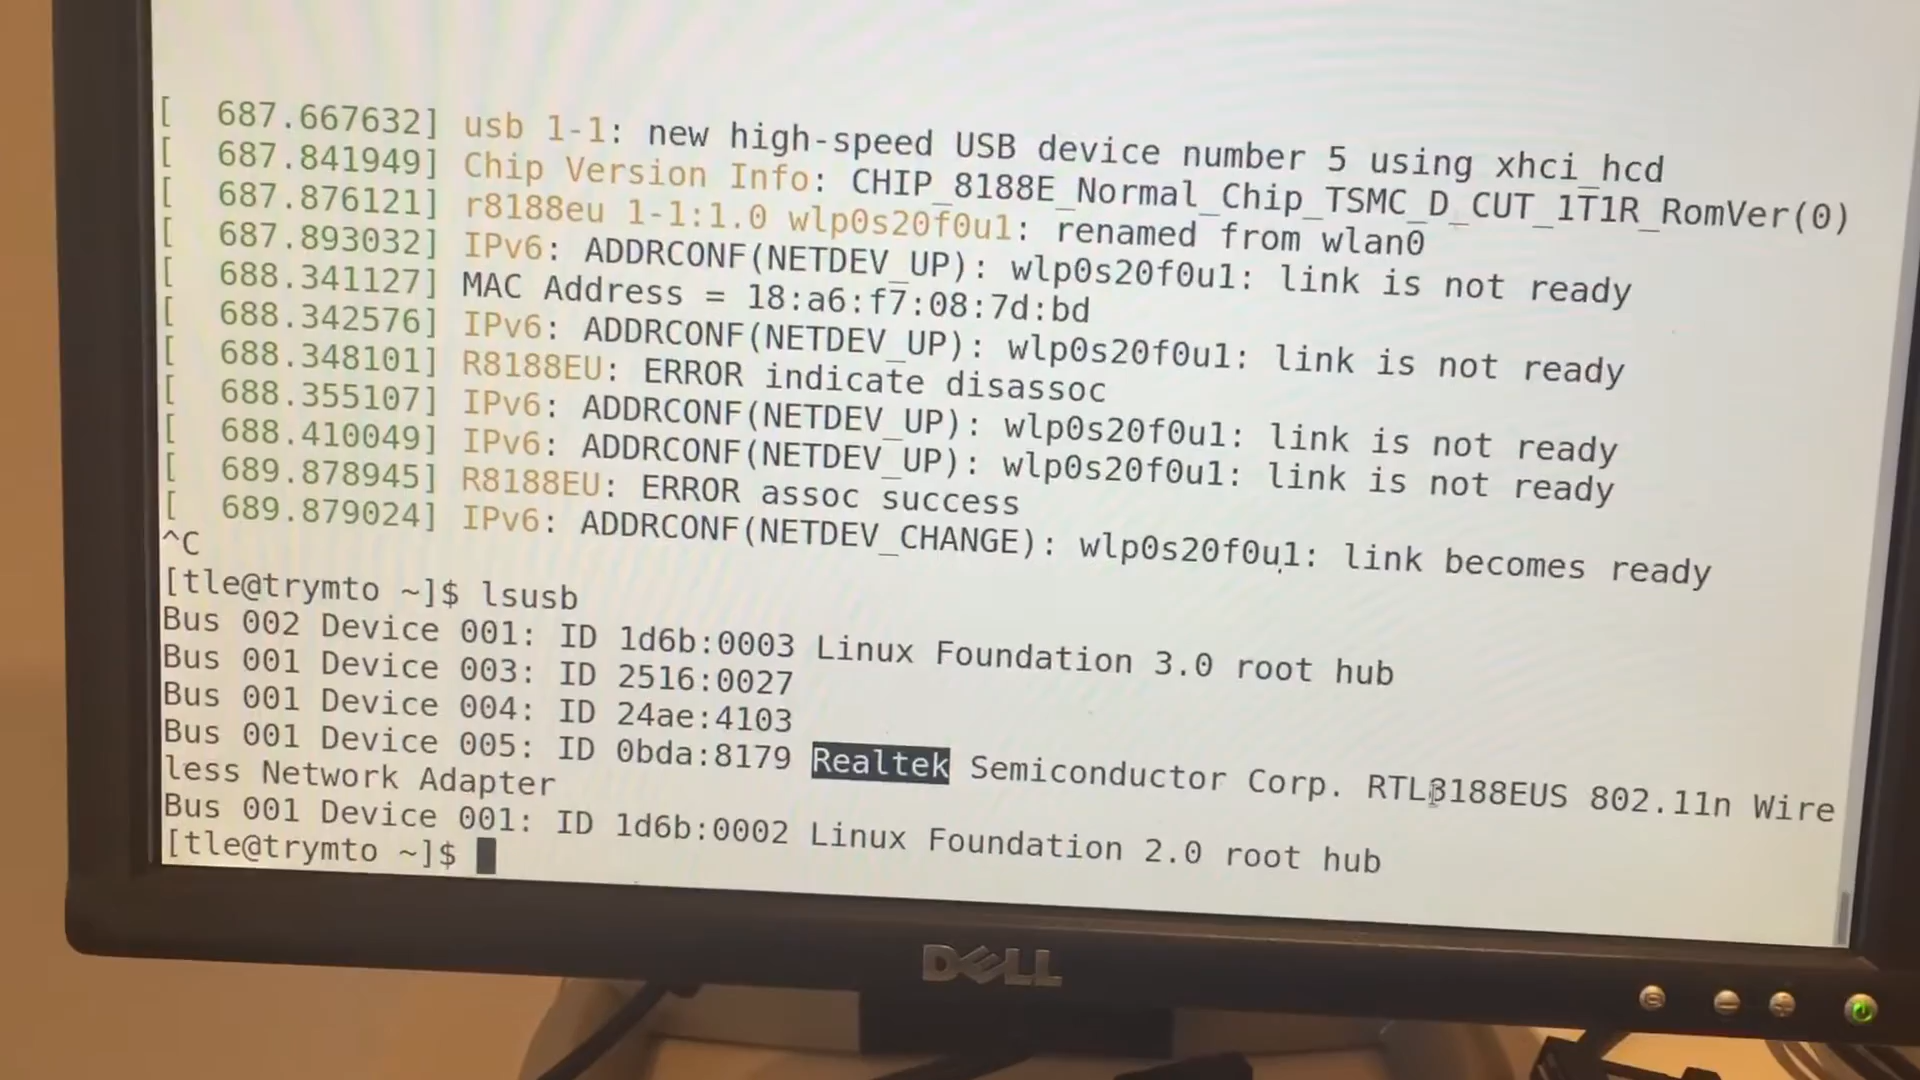 [  687.667632] usb 1-1: new high-speed USB device number 5 using xhci_hcd
[  687.841949] Chip Version Info: CHIP_8188E_Normal_Chip_TSMC_D_CUT_1T1R_RomVer(0)
[  687.876121] r8188eu 1-1:1.0 wlp0s20f0u1: renamed from wlan0
[  687.893032] IPv6: ADDRCONF(NETDEV_UP): wlp0s20f0u1: link is not ready
[  688.341127] MAC Address = 18:a6:f7:08:7d:bd
[  688.342576] IPv6: ADDRCONF(NETDEV_UP): wlp0s20f0u1: link is not ready
[  688.348101] R8188EU: ERROR indicate disassoc
[  688.355107] IPv6: ADDRCONF(NETDEV_UP): wlp0s20f0u1: link is not ready
[  688.410049] IPv6: ADDRCONF(NETDEV_UP): wlp0s20f0u1: link is not ready
[  689.878945] R8188EU: ERROR assoc success
[  689.879024] IPv6: ADDRCONF(NETDEV_CHANGE): wlp0s20f0u1: link becomes ready
^C
[tle@trymto ~]$ lsusb
Bus 002 Device 001: ID 1d6b:0003 Linux Foundation 3.0 root hub
Bus 001 Device 003: ID 2516:0027
Bus 001 Device 004: ID 24ae:4103
Bus 001 Device 005: ID 0bda:8179 Realtek Semiconductor Corp. RTL8188EUS 802.11n Wire
less Network Adapter
Bus 001 Device 001: ID 1d6b:0002 Linux Foundation 2.0 root hub
[tle@trymto ~]$
DELL